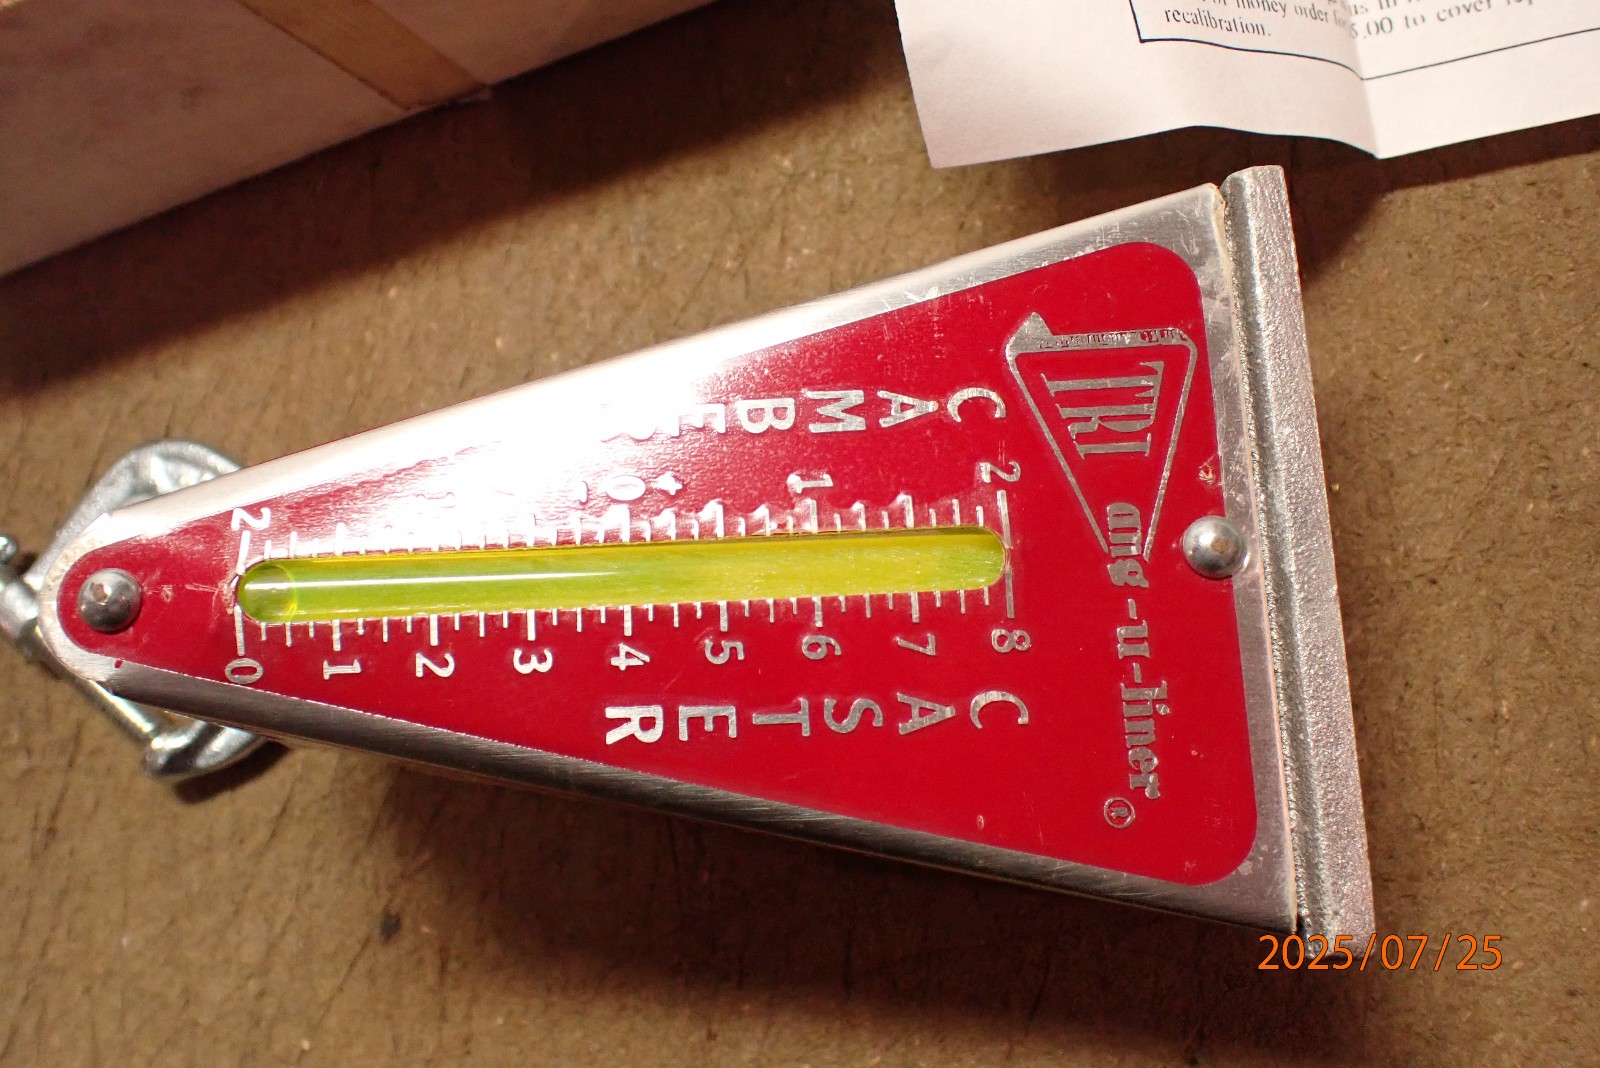 money order
5.00 to cover
recalibration.
TRI
ang-u-liner®
CAMBER
2 1 + 0 - 1 2
0 1 2 3 4 5 6 7 8
CASTER
2025/07/25